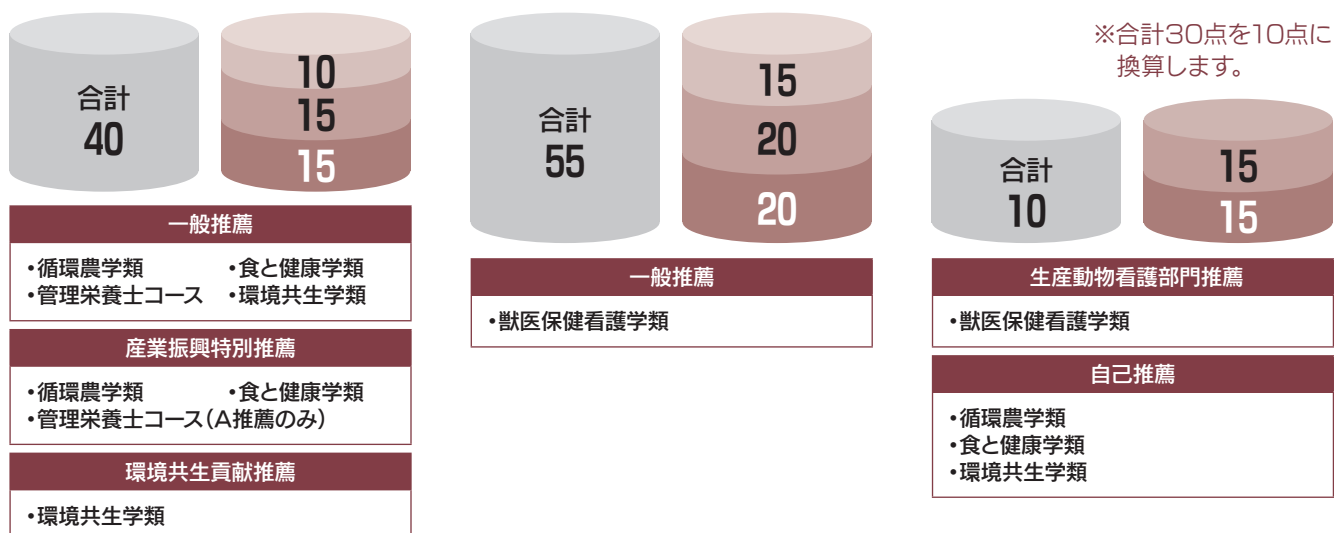 合計
40
10
15
15
一般推薦
•循環農学類 •食と健康学類
•管理栄養士コース •環境共生学類
産業振興特別推薦
•循環農学類 •食と健康学類
•管理栄養士コース(A推薦のみ)
環境共生貢献推薦
•環境共生学類
合計
55
15
20
20
一般推薦
•獣医保健看護学類
※合計30点を10点に
換算します。
合計
10
15
15
生産動物看護部門推薦
•獣医保健看護学類
自己推薦
•循環農学類
•食と健康学類
•環境共生学類